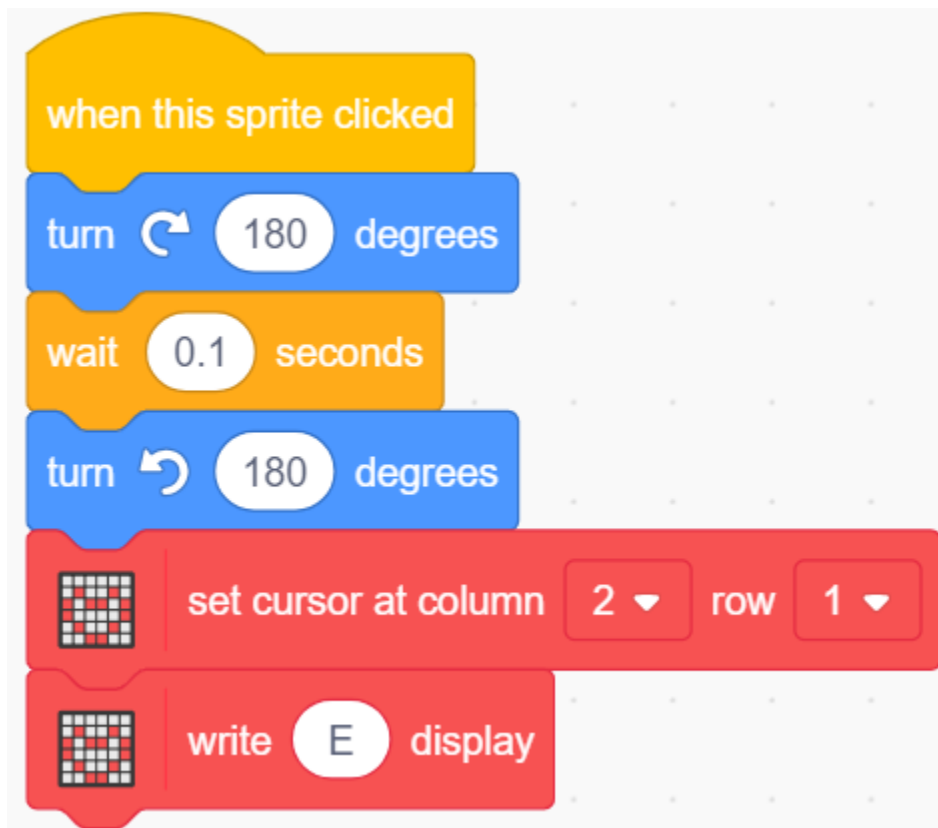 when this sprite clicked
turn 180 degrees
wait 0.1 seconds
turn 180 degrees
set cursor at column 2 row 1
write E display